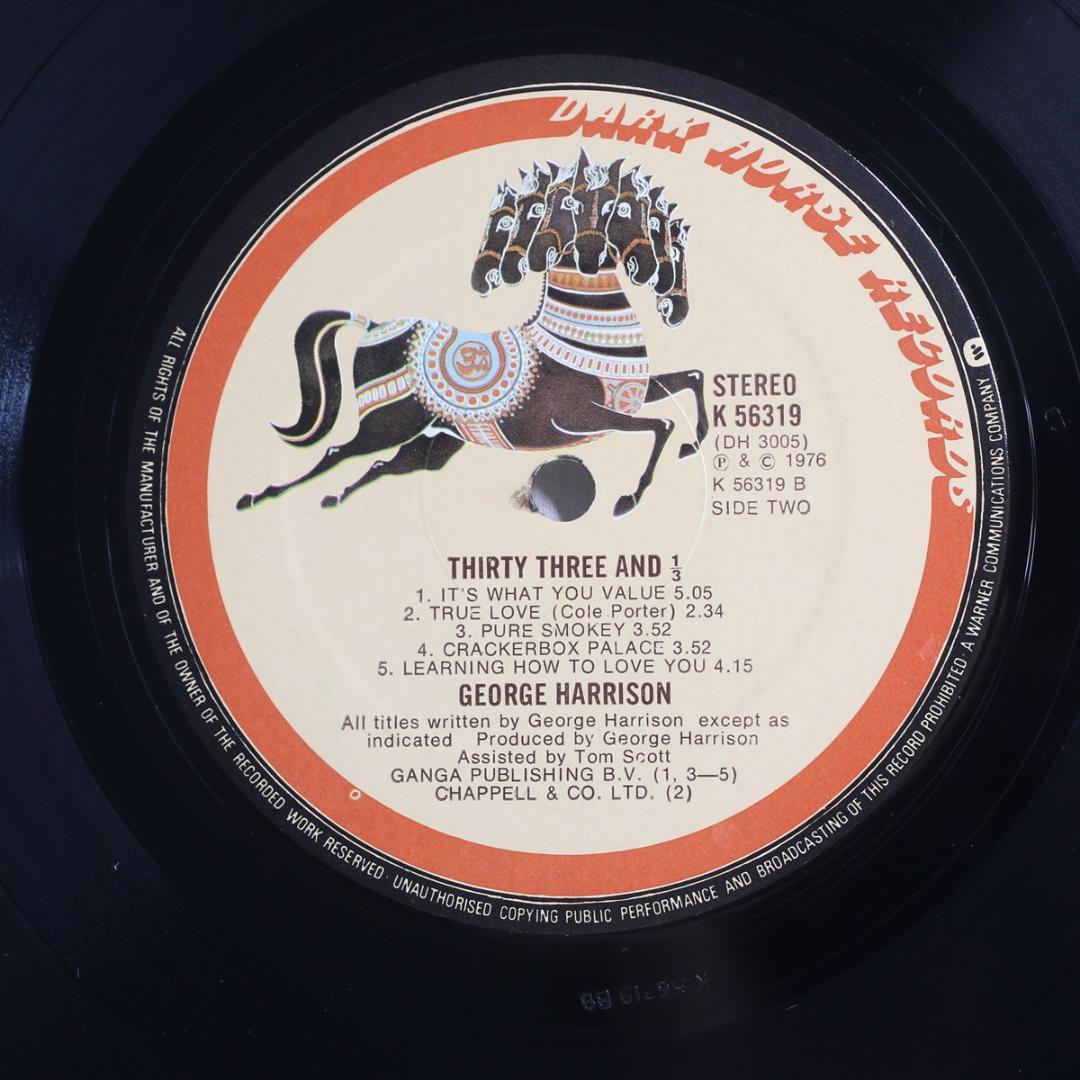 DARK HORSE RECORDS
STEREO
K 56319
(DH 3005)
Ⓟ & © 1976
K 56319 B
SIDE TWO
THIRTY THREE AND 1/3
1. IT'S WHAT YOU VALUE 5.05
2. TRUE LOVE (Cole Porter) 2.34
3. PURE SMOKEY 3.52
4. CRACKERBOX PALACE 3.52
5. LEARNING HOW TO LOVE YOU 4.15
GEORGE HARRISON
All titles written by George Harrison except as
indicated Produced by George Harrison
Assisted by Tom Scott
GANGA PUBLISHING B.V. (1, 3—5)
CHAPPELL & CO. LTD. (2)
ALL RIGHTS OF THE MANUFACTURER AND OF THE OWNER OF THE RECORDED WORK RESERVED · UNAUTHORISED COPYING PUBLIC PERFORMANCE AND BROADCASTING OF THIS RECORD PROHIBITED · A WARNER COMMUNICATIONS COMPANY